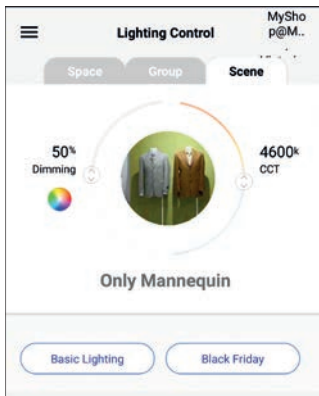 MySho
Lighting Control p@M..
Space Group Scene
50% 4600k
Dimming CCT
Only Mannequin
Basic Lighting Black Friday